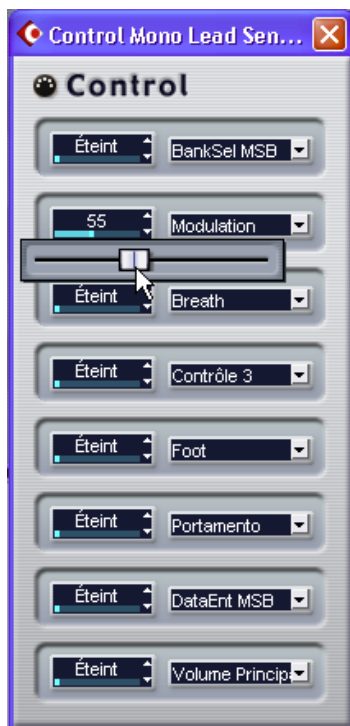 Control Mono Lead Sen...
Control
Éteint BankSel MSB
55 Modulation
Éteint Breath
Éteint Contrôle 3
Éteint Foot
Éteint Portamento
Éteint DataEnt MSB
Éteint Volume Princip